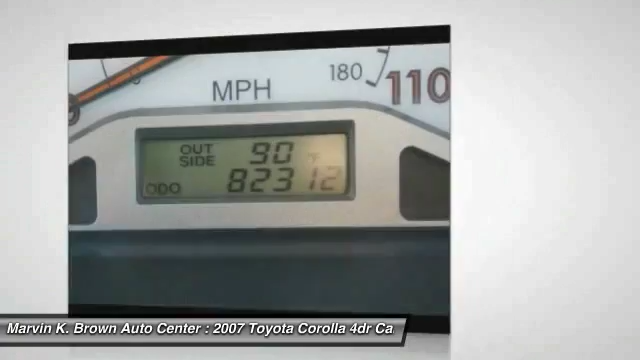 180
110
MPH
OUT SIDE 90 °F
ODO 82312
Marvin K. Brown Auto Center : 2007 Toyota Corolla 4dr Ca